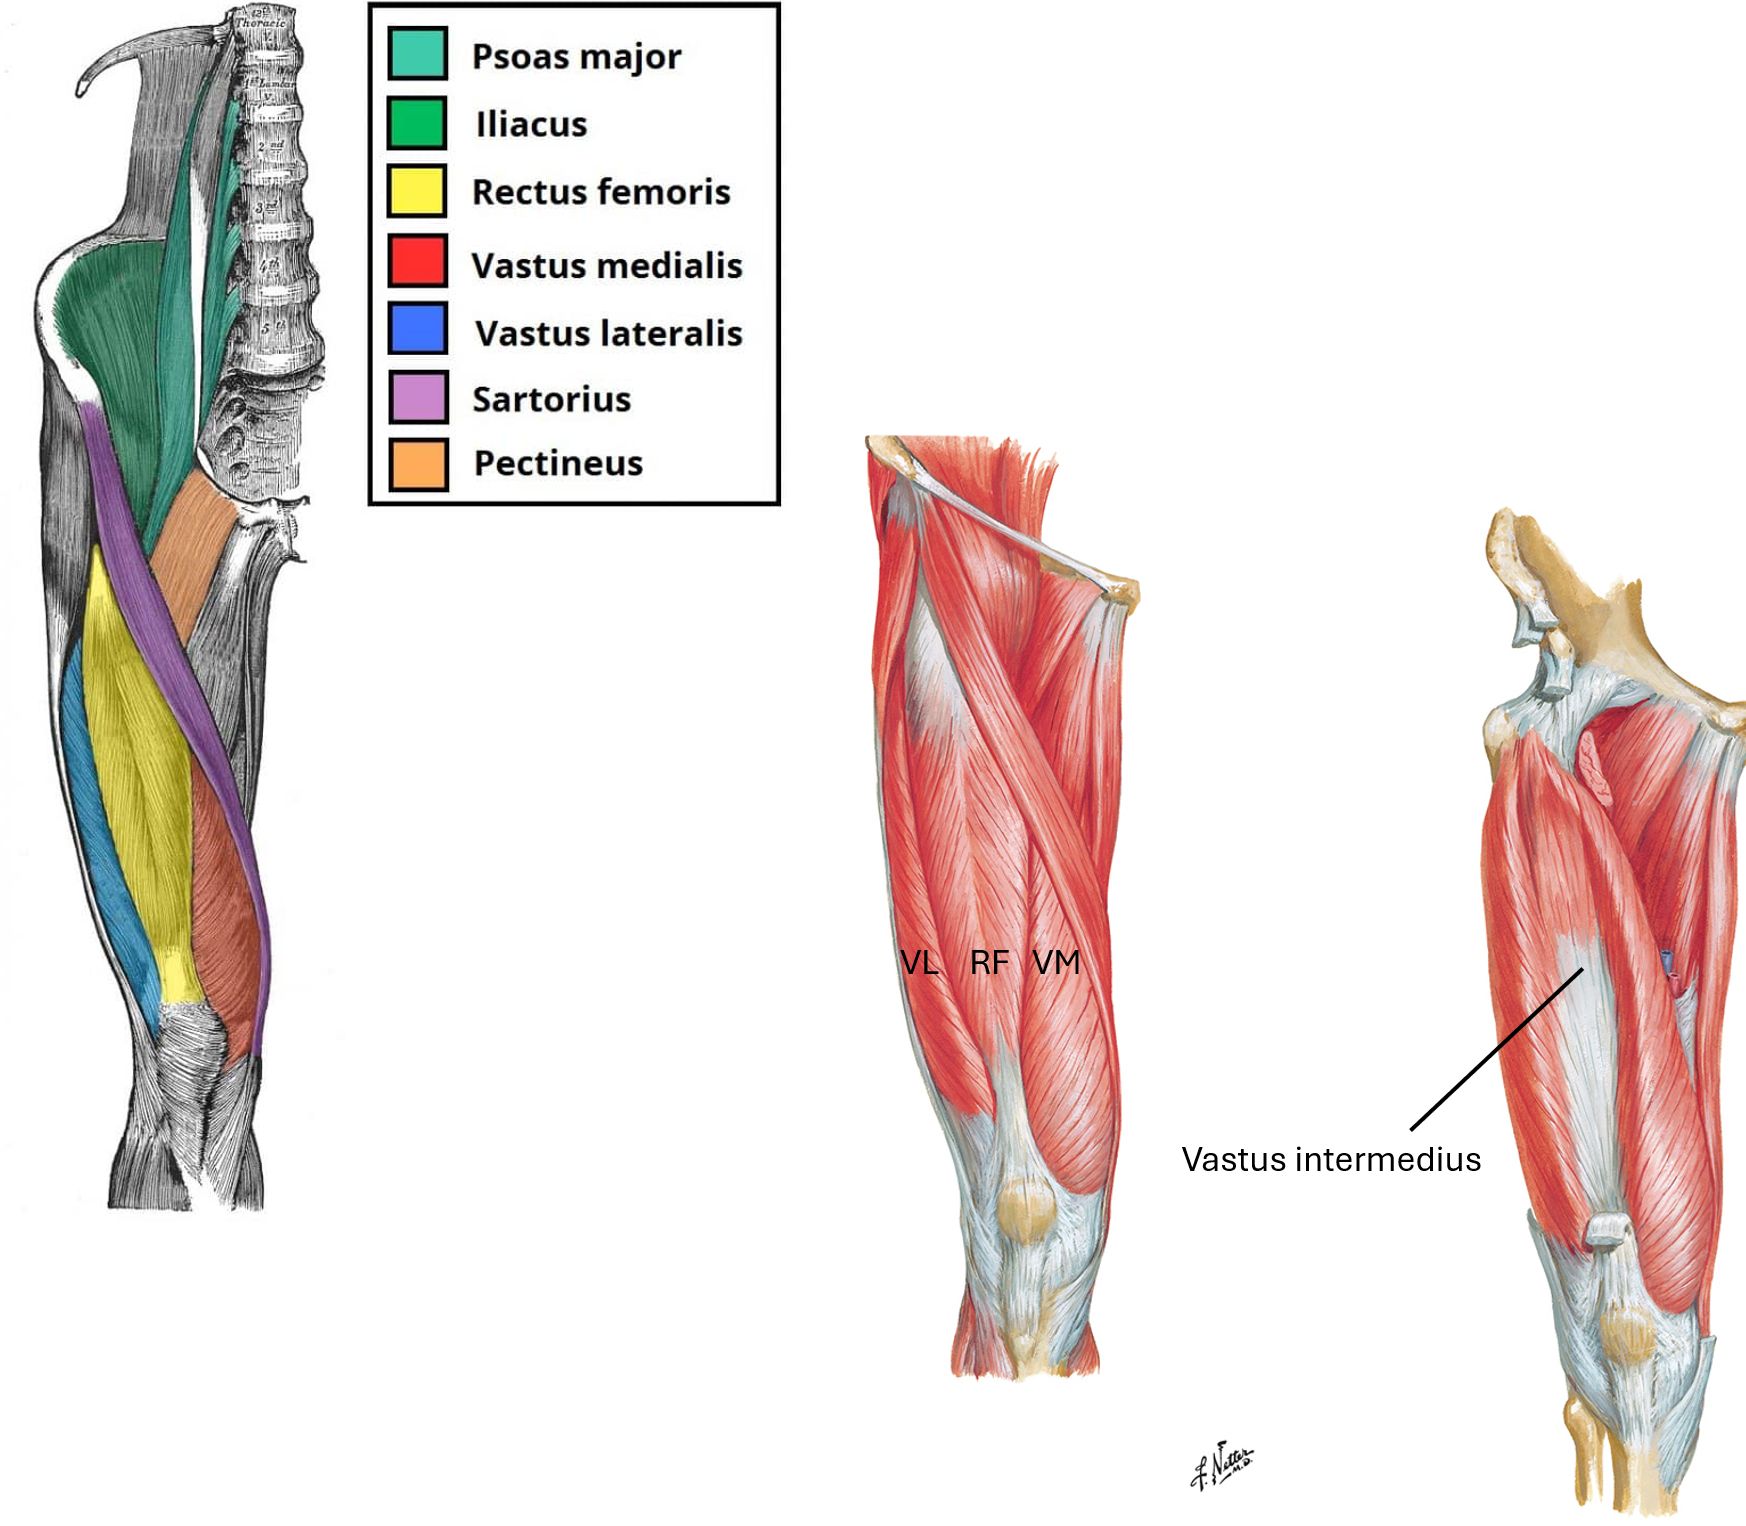 12th
Thoracic
V.
1st Lumbar
V.
2nd
3rd
4th
5th
Psoas major
Iliacus
Rectus femoris
Vastus medialis
Vastus lateralis
Sartorius
Pectineus
VL RF VM
Vastus intermedius
F. Netter
M.D.